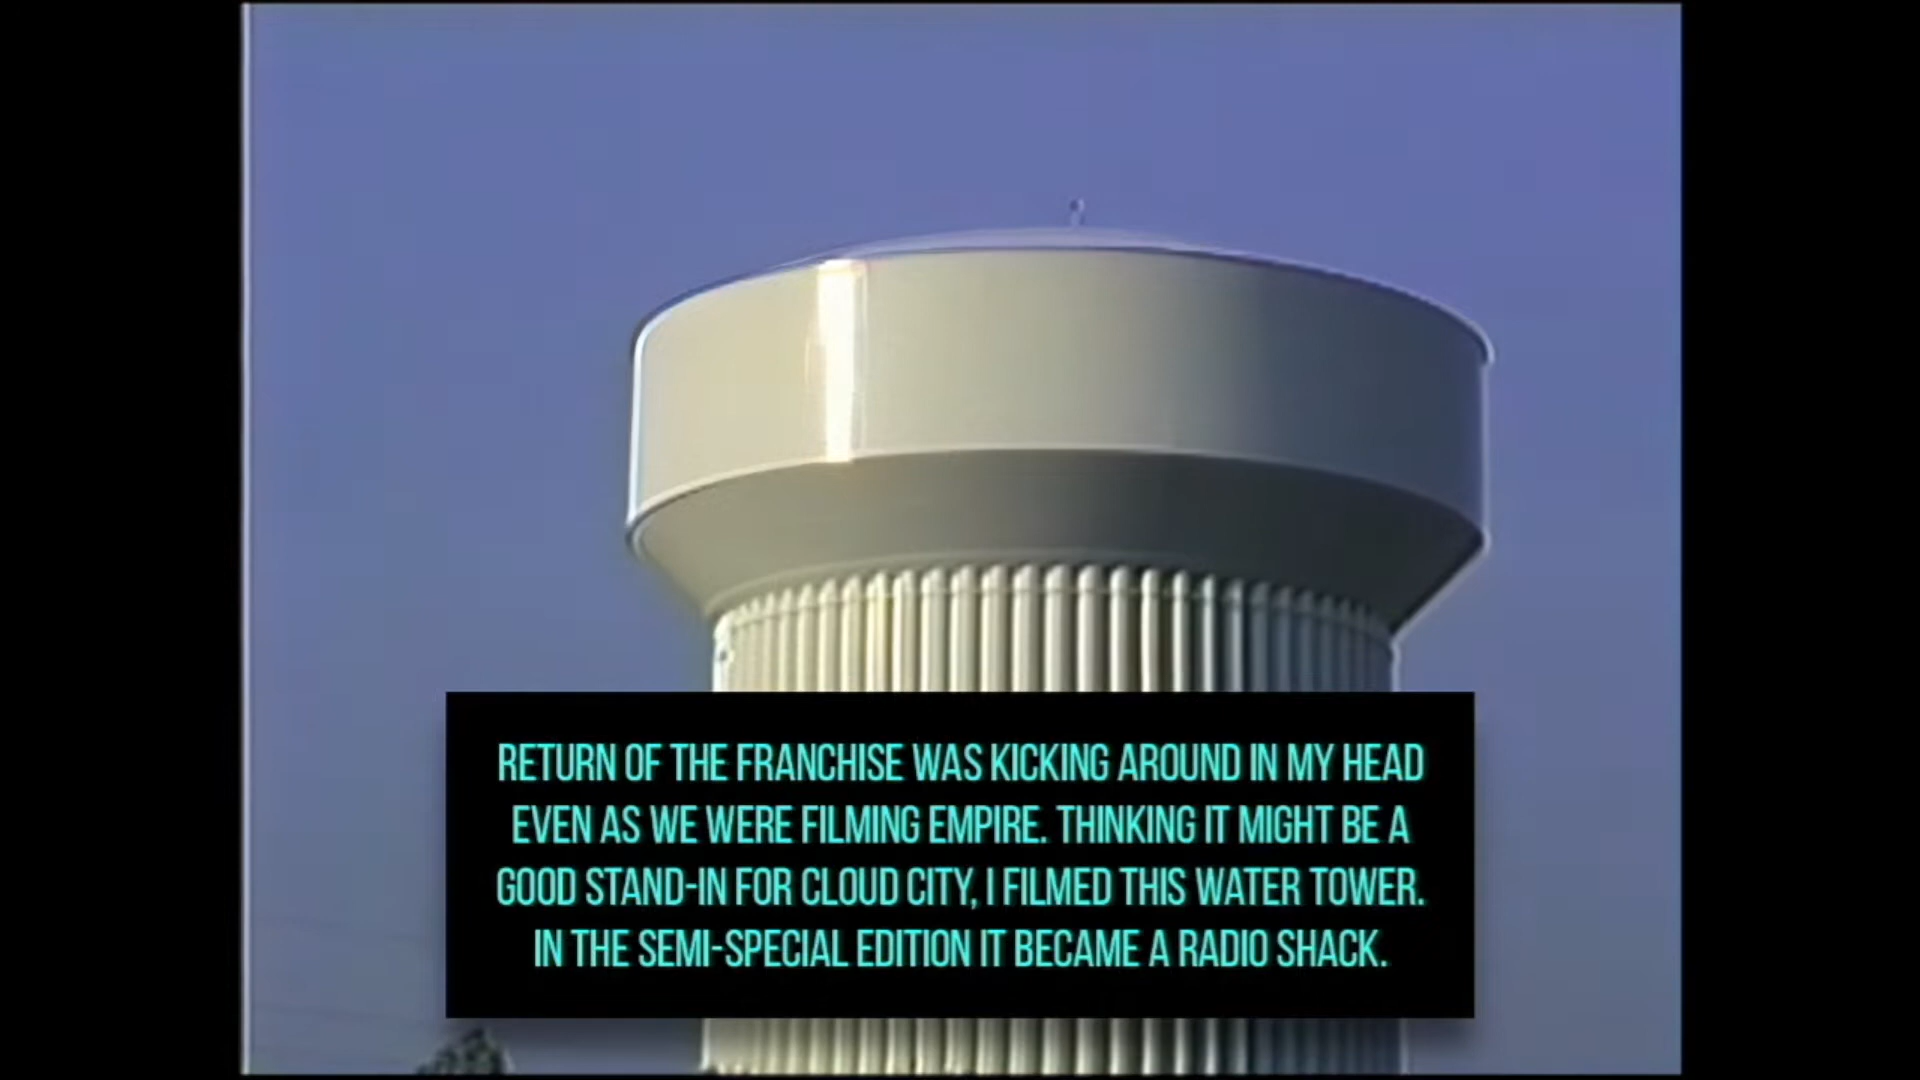 RETURN OF THE FRANCHISE WAS KICKING AROUND IN MY HEAD
EVEN AS WE WERE FILMING EMPIRE. THINKING IT MIGHT BE A
GOOD STAND-IN FOR CLOUD CITY, I FILMED THIS WATER TOWER.
IN THE SEMI-SPECIAL EDITION IT BECAME A RADIO SHACK.